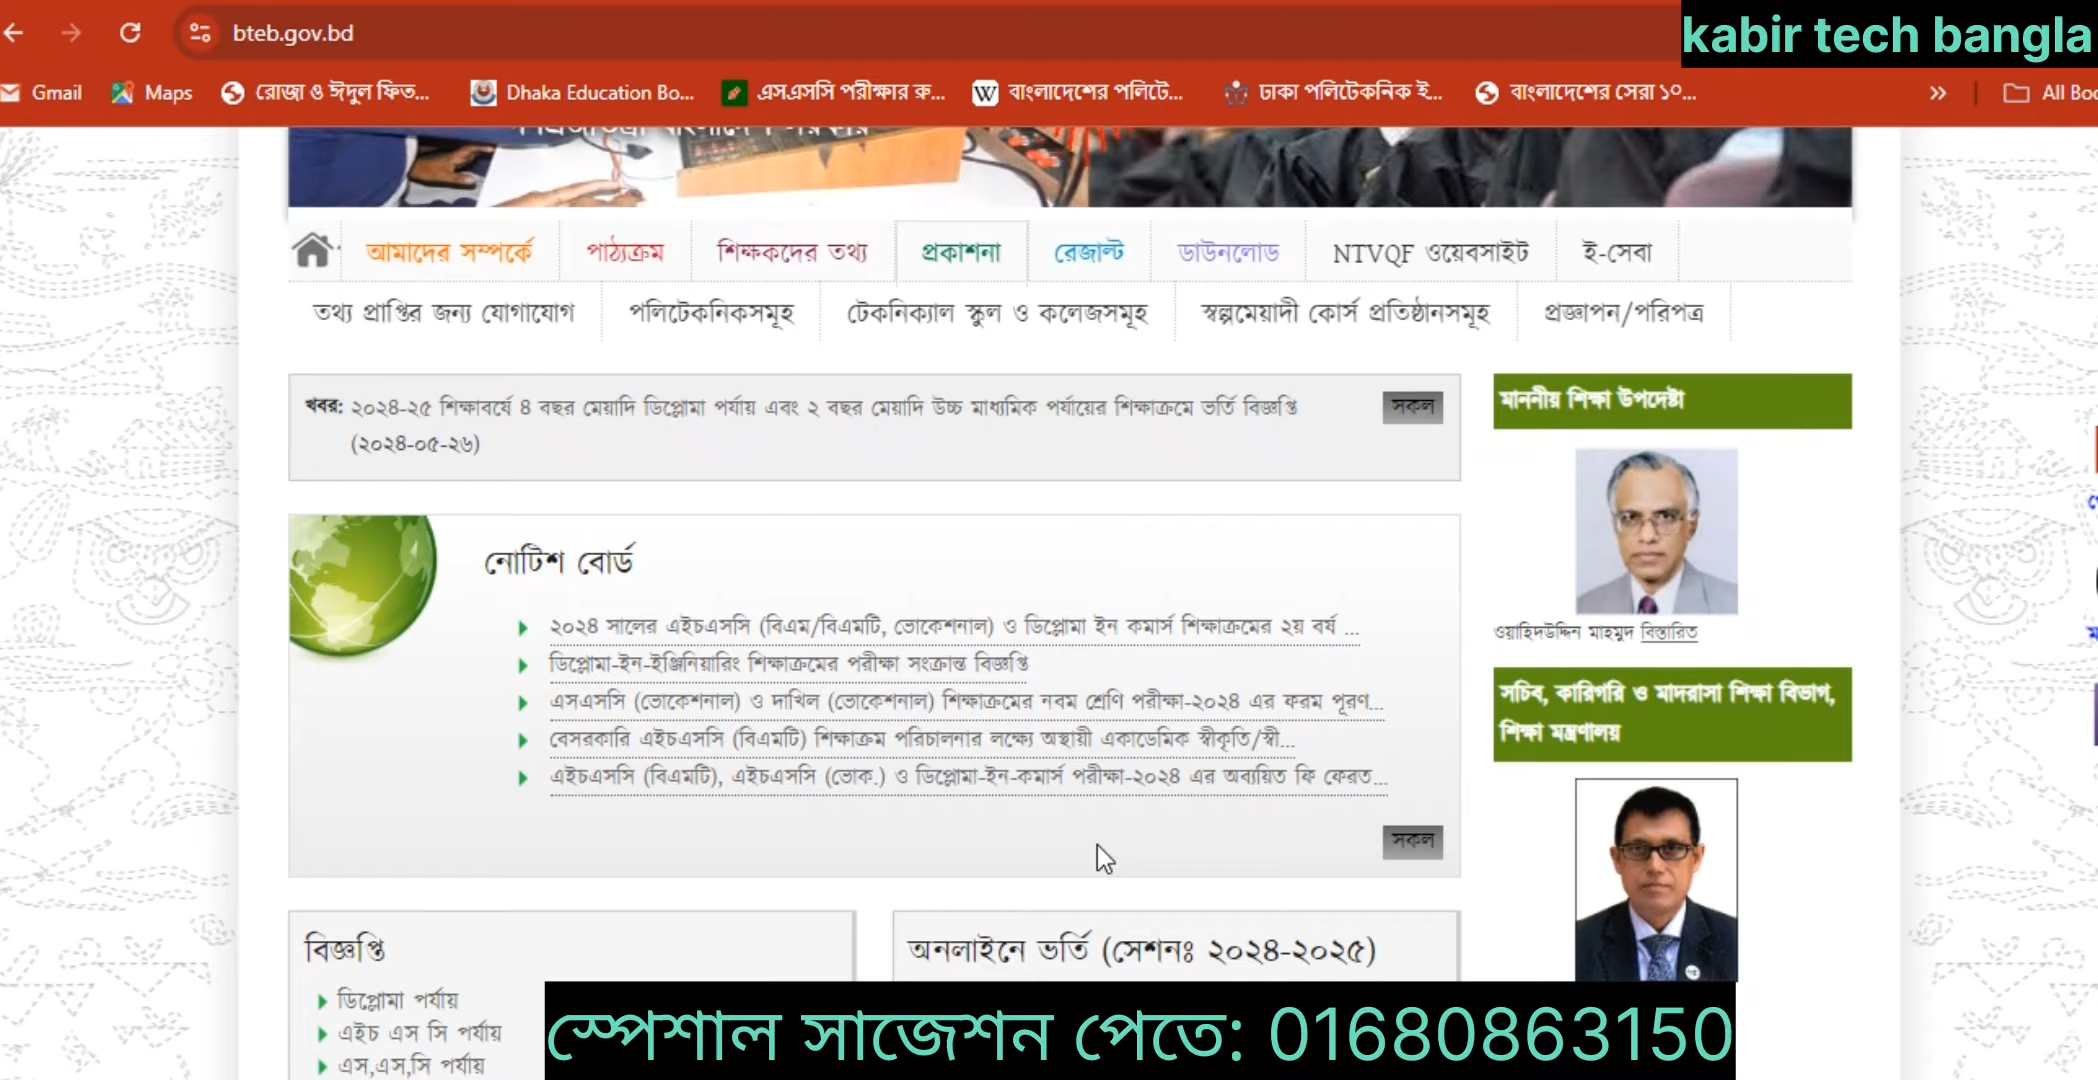 bteb.gov.bd
kabir tech bangla
Gmail
Maps
রোজা ও ঈদুল ফিত...
Dhaka Education Bo...
এসএসসি পরীক্ষার রু...
বাংলাদেশের পলিটে...
ঢাকা পলিটেকনিক ই...
বাংলাদেশের সেরা ১০...
All Boo
আমাদের সম্পর্কে
পাঠ্যক্রম
শিক্ষকদের তথ্য
প্রকাশনা
রেজাল্ট
ডাউনলোড
NTVQF ওয়েবসাইট
ই-সেবা
তথ্য প্রাপ্তির জন্য যোগাযোগ
পলিটেকনিকসমূহ
টেকনিক্যাল স্কুল ও কলেজসমূহ
স্বল্পমেয়াদী কোর্স প্রতিষ্ঠানসমূহ
প্রজ্ঞাপন/পরিপত্র
খবর: ২০২৪-২৫ শিক্ষাবর্ষে ৪ বছর মেয়াদি ডিপ্লোমা পর্যায় এবং ২ বছর মেয়াদি উচ্চ মাধ্যমিক পর্যায়ের শিক্ষাক্রমে ভর্তি বিজ্ঞপ্তি
(২০২৪-০৫-২৬)
সকল
নোটিশ বোর্ড
২০২৪ সালের এইচএসসি (বিএম/বিএমটি, ভোকেশনাল) ও ডিপ্লোমা ইন কমার্স শিক্ষাক্রমের ২য় বর্ষ ...
ডিপ্লোমা-ইন-ইঞ্জিনিয়ারিং শিক্ষাক্রমের পরীক্ষা সংক্রান্ত বিজ্ঞপ্তি
এসএসসি (ভোকেশনাল) ও দাখিল (ভোকেশনাল) শিক্ষাক্রমের নবম শ্রেণি পরীক্ষা-২০২৪ এর ফরম পূরণ...
বেসরকারি এইচএসসি (বিএমটি) শিক্ষাক্রম পরিচালনার লক্ষ্যে অস্থায়ী একাডেমিক স্বীকৃতি/স্বী...
এইচএসসি (বিএমটি), এইচএসসি (ভোক.) ও ডিপ্লোমা-ইন-কমার্স পরীক্ষা-২০২৪ এর অব্যয়িত ফি ফেরত...
সকল
মাননীয় শিক্ষা উপদেষ্টা
ওয়াহিদউদ্দিন মাহমুদ বিস্তারিত
সচিব, কারিগরি ও মাদরাসা শিক্ষা বিভাগ,
শিক্ষা মন্ত্রণালয়
বিজ্ঞপ্তি
ডিপ্লোমা পর্যায়
এইচ এস সি পর্যায়
এস,এস,সি পর্যায়
অনলাইনে ভর্তি (সেশনঃ ২০২৪-২০২৫)
স্পেশাল সাজেশন পেতে: 01680863150